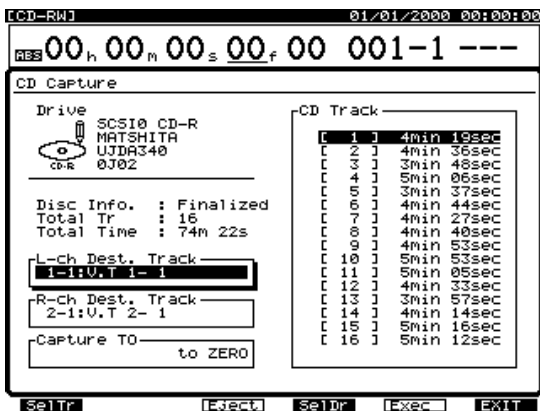 [CD-RW] 01/01/2000 00:00:00
ABS 00h 00m 00s 00f 00 001-1 ---
CD Capture
Drive
SCSI0 CD-R
MATSHITA
UJDA340
0J02
CD-R
Disc Info. : Finalized
Total Tr : 16
Total Time : 74m 22s
L-ch Dest. Track
1-1:V.T 1- 1
R-ch Dest. Track
2-1:V.T 2- 1
Capture TO
to ZERO
CD Track
[ 1 ] 4min 19sec
[ 2 ] 4min 36sec
[ 3 ] 3min 48sec
[ 4 ] 5min 06sec
[ 5 ] 3min 37sec
[ 6 ] 4min 44sec
[ 7 ] 4min 27sec
[ 8 ] 4min 40sec
[ 9 ] 4min 53sec
[ 10 ] 5min 53sec
[ 11 ] 5min 05sec
[ 12 ] 4min 33sec
[ 13 ] 3min 57sec
[ 14 ] 4min 14sec
[ 15 ] 5min 16sec
[ 16 ] 5min 12sec
SelTr Eject SelDr Exec EXIT